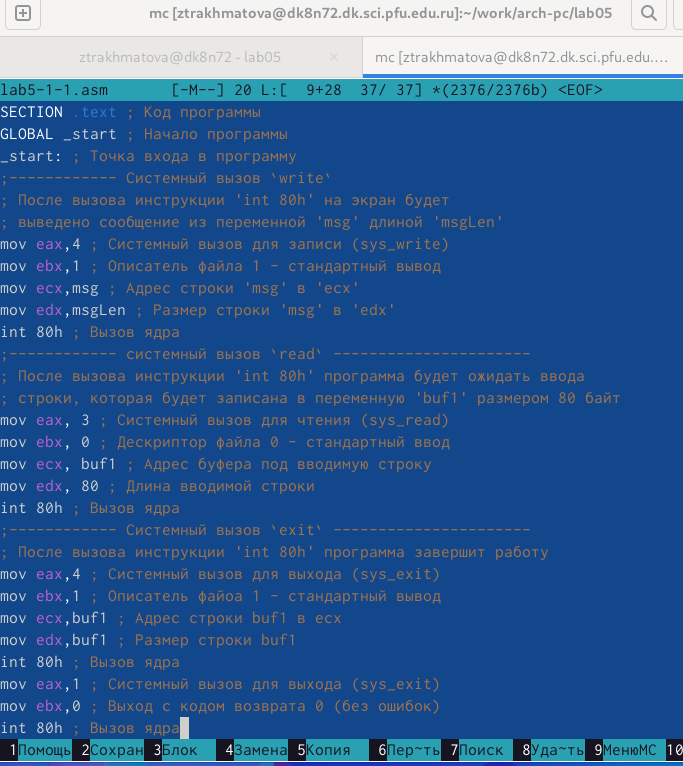 mc [ztrakhmatova@dk8n72.dk.sci.pfu.edu.ru]:~/work/arch-pc/lab05
ztrakhmatova@dk8n72 - lab05 × mc [ztrakhmatova@dk8n72.dk.sci.pfu.edu....
lab5-1-1.asm [-M--] 20 L:[ 9+28 37/ 37] *(2376/2376b) <EOF>
SECTION .text ; Код программы
GLOBAL _start ; Начало программы
_start: ; Точка входа в программу
;------------ Системный вызов `write`
; После вызова инструкции 'int 80h' на экран будет
; выведено сообщение из переменной 'msg' длиной 'msgLen'
mov eax,4 ; Системный вызов для записи (sys_write)
mov ebx,1 ; Описатель файла 1 - стандартный вывод
mov ecx,msg ; Адрес строки 'msg' в 'ecx'
mov edx,msgLen ; Размер строки 'msg' в 'edx'
int 80h ; Вызов ядра
;------------ системный вызов `read` ----------------------
; После вызова инструкции 'int 80h' программа будет ожидать ввода
; строки, которая будет записана в переменную 'buf1' размером 80 байт
mov eax, 3 ; Системный вызов для чтения (sys_read)
mov ebx, 0 ; Дескриптор файла 0 - стандартный ввод
mov ecx, buf1 ; Адрес буфера под вводимую строку
mov edx, 80 ; Длина вводимой строки
int 80h ; Вызов ядра
;------------ Системный вызов `exit` ----------------------
; После вызова инструкции 'int 80h' программа завершит работу
mov eax,4 ; Системный вызов для выхода (sys_exit)
mov ebx,1 ; Описатель файоа 1 - стандартный вывод
mov ecx,buf1 ; Адрес строки buf1 в ecx
mov edx,buf1 ; Размер строки buf1
int 80h ; Вызов ядра
mov eax,1 ; Системный вызов для выхода (sys_exit)
mov ebx,0 ; Выход с кодом возврата 0 (без ошибок)
int 80h ; Вызов ядра
1Помощь 2Сохран 3Блок 4Замена 5Копия 6Пер~ть 7Поиск 8Уда~ть 9МенюМС 10